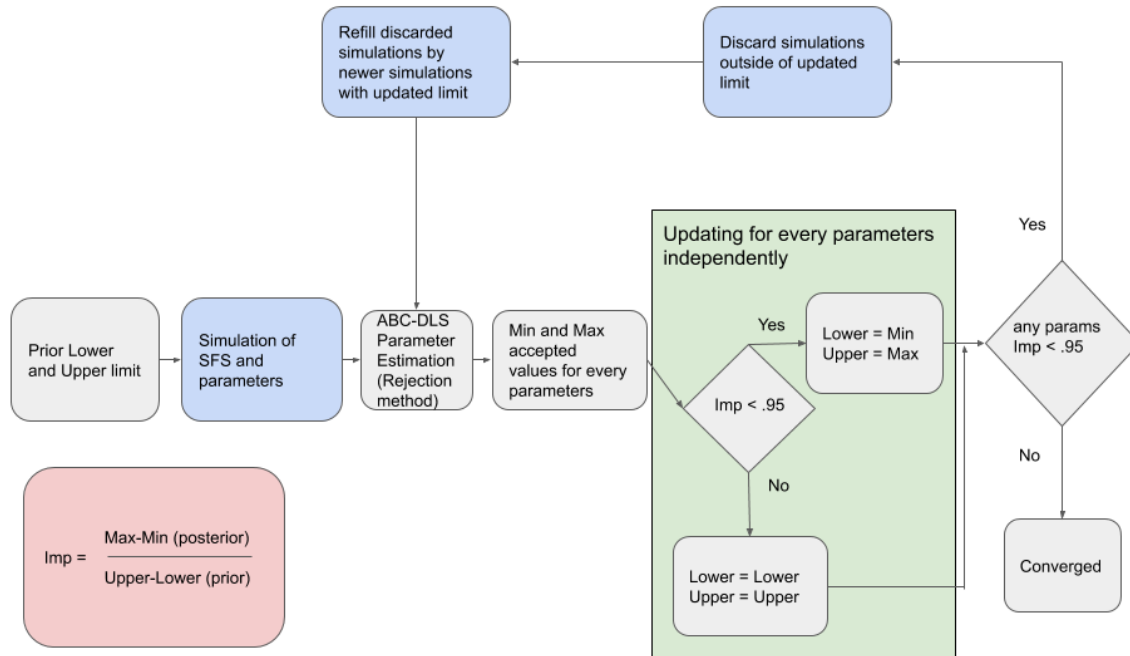 Refill discarded
simulations by
newer simulations
with updated limit
Discard simulations
outside of updated
limit
Updating for every parameters
independently
Yes
Prior Lower
and Upper limit
Simulation of
SFS and
parameters
ABC-DLS
Parameter
Estimation
(Rejection
method)
Min and Max
accepted
values for every
parameters
Imp < .95
Yes
Lower = Min
Upper = Max
any params
Imp < .95
No
Lower = Lower
Upper = Upper
No
Converged
Imp =
Max-Min (posterior)
Upper-Lower (prior)